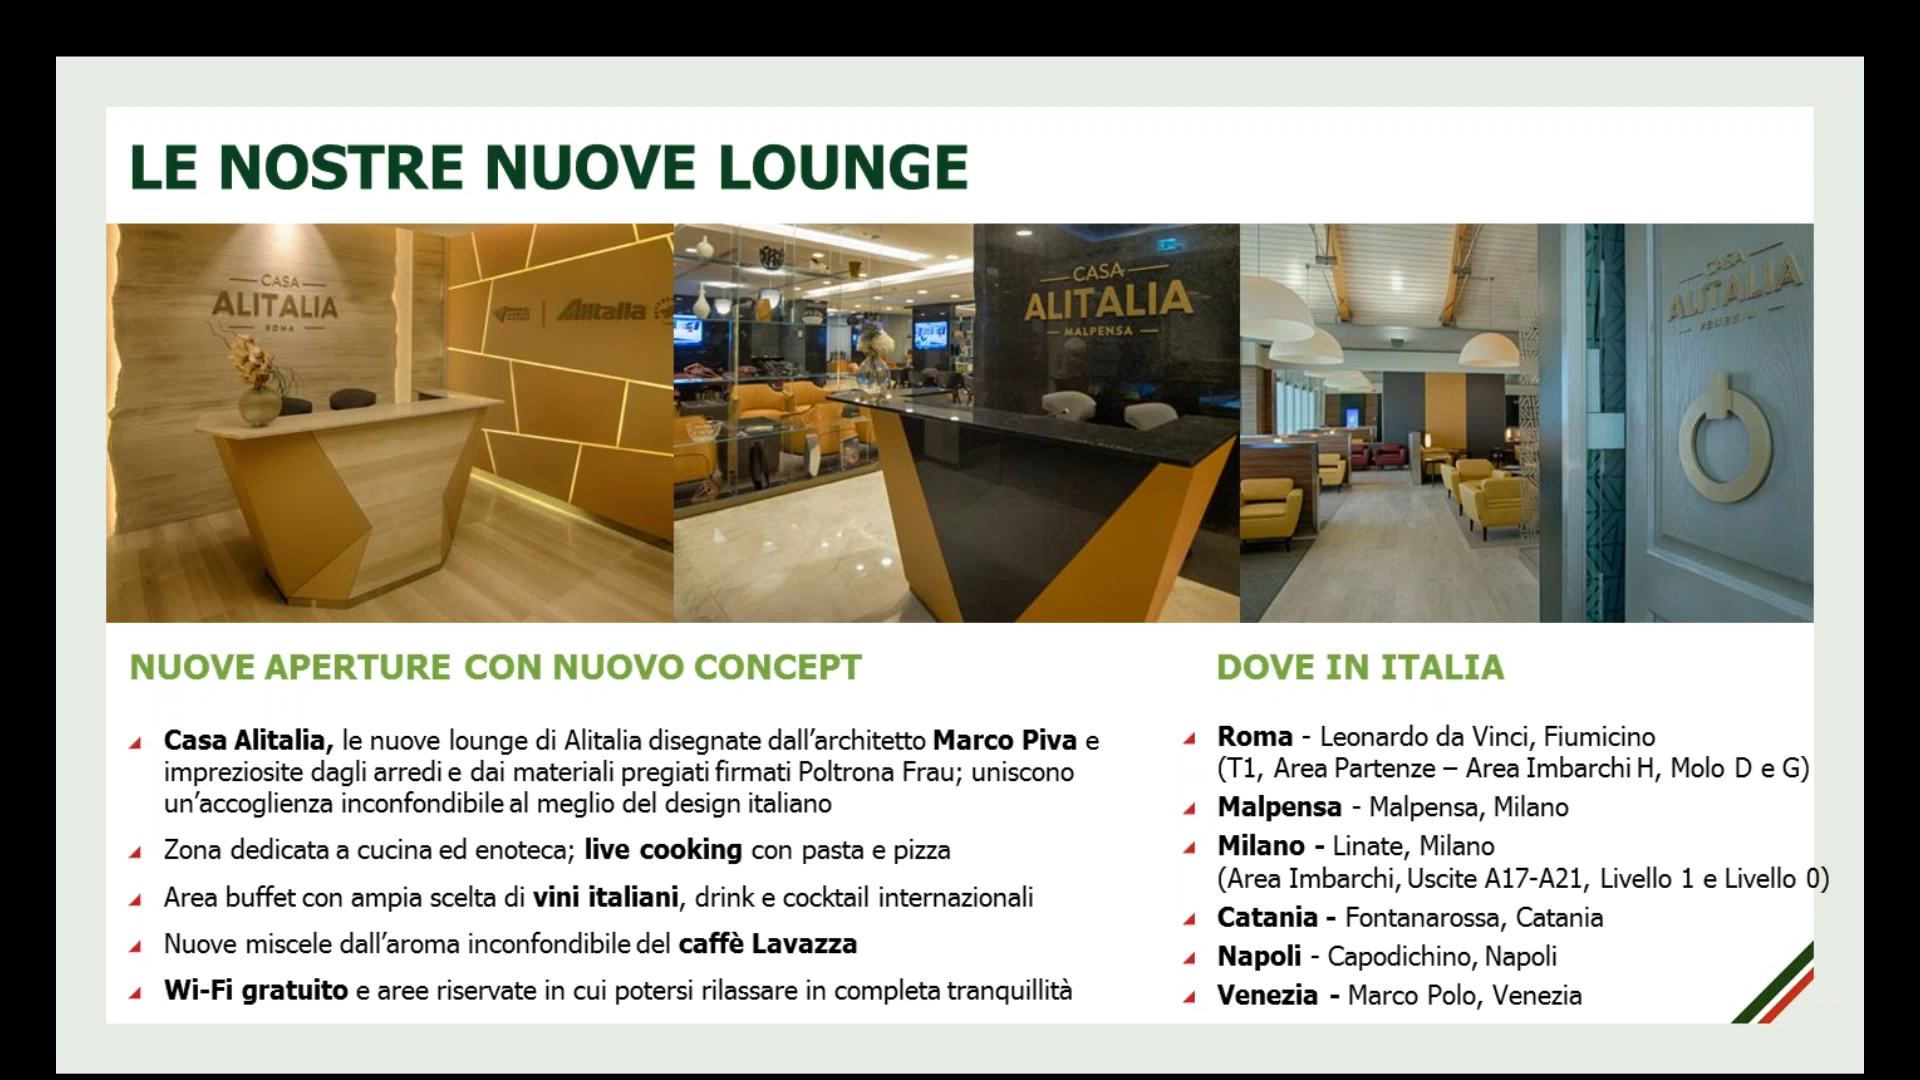 LE NOSTRE NUOVE LOUNGE
CASA
ALITALIA
ROMA
Alitalia
CASA
ALITALIA
MALPENSA
CASA
ALITALIA
VENEZIA
NUOVE APERTURE CON NUOVO CONCEPT
Casa Alitalia, le nuove lounge di Alitalia disegnate dall’architetto Marco Piva e
impreziosite dagli arredi e dai materiali pregiati firmati Poltrona Frau; uniscono
un’accoglienza inconfondibile al meglio del design italiano
Zona dedicata a cucina ed enoteca; live cooking con pasta e pizza
Area buffet con ampia scelta di vini italiani, drink e cocktail internazionali
Nuove miscele dall’aroma inconfondibile del caffè Lavazza
Wi-Fi gratuito e aree riservate in cui potersi rilassare in completa tranquillità
DOVE IN ITALIA
Roma - Leonardo da Vinci, Fiumicino
(T1, Area Partenze – Area Imbarchi H, Molo D e G)
Malpensa - Malpensa, Milano
Milano - Linate, Milano
(Area Imbarchi, Uscite A17-A21, Livello 1 e Livello 0)
Catania - Fontanarossa, Catania
Napoli - Capodichino, Napoli
Venezia - Marco Polo, Venezia